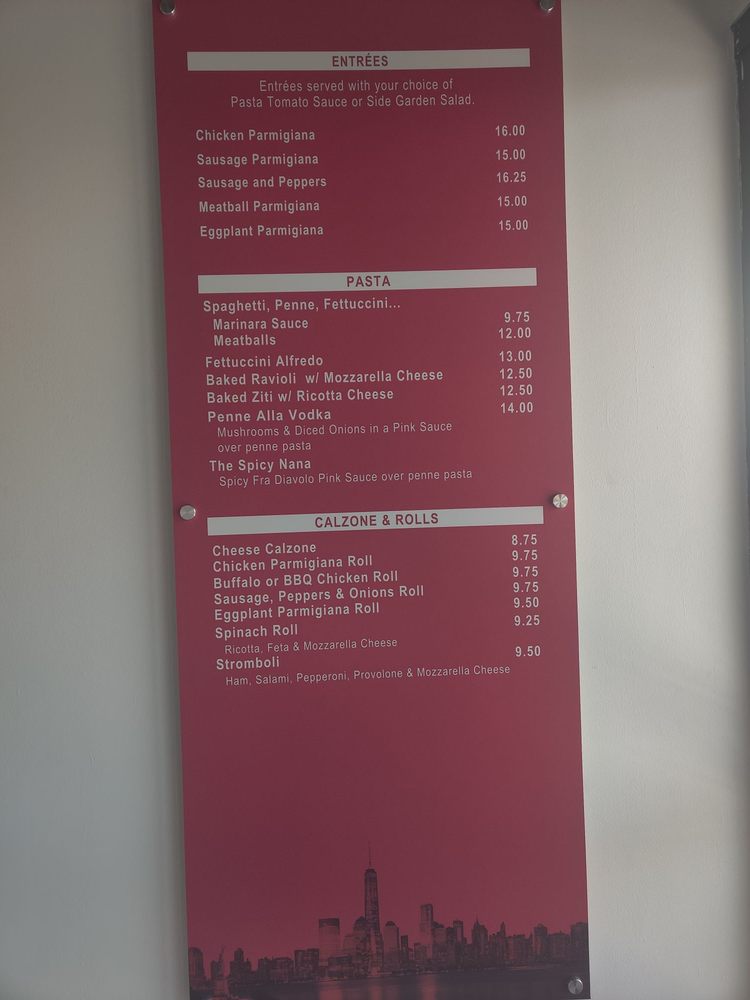 ENTRÉES
Entrées served with your choice of
Pasta Tomato Sauce or Side Garden Salad.
Chicken Parmigiana 16.00
Sausage Parmigiana 15.00
Sausage and Peppers 16.25
Meatball Parmigiana 15.00
Eggplant Parmigiana 15.00
PASTA
Spaghetti, Penne, Fettuccini...
Marinara Sauce 9.75
Meatballs 12.00
Fettuccini Alfredo 13.00
Baked Ravioli w/ Mozzarella Cheese 12.50
Baked Ziti w/ Ricotta Cheese 12.50
Penne Alla Vodka 14.00
Mushrooms & Diced Onions in a Pink Sauce
over penne pasta
The Spicy Nana
Spicy Fra Diavolo Pink Sauce over penne pasta
CALZONE & ROLLS
Cheese Calzone 8.75
Chicken Parmigiana Roll 9.75
Buffalo or BBQ Chicken Roll 9.75
Sausage, Peppers & Onions Roll 9.75
Eggplant Parmigiana Roll 9.50
Spinach Roll 9.25
Ricotta, Feta & Mozzarella Cheese
Stromboli 9.50
Ham, Salami, Pepperoni, Provolone & Mozzarella Cheese